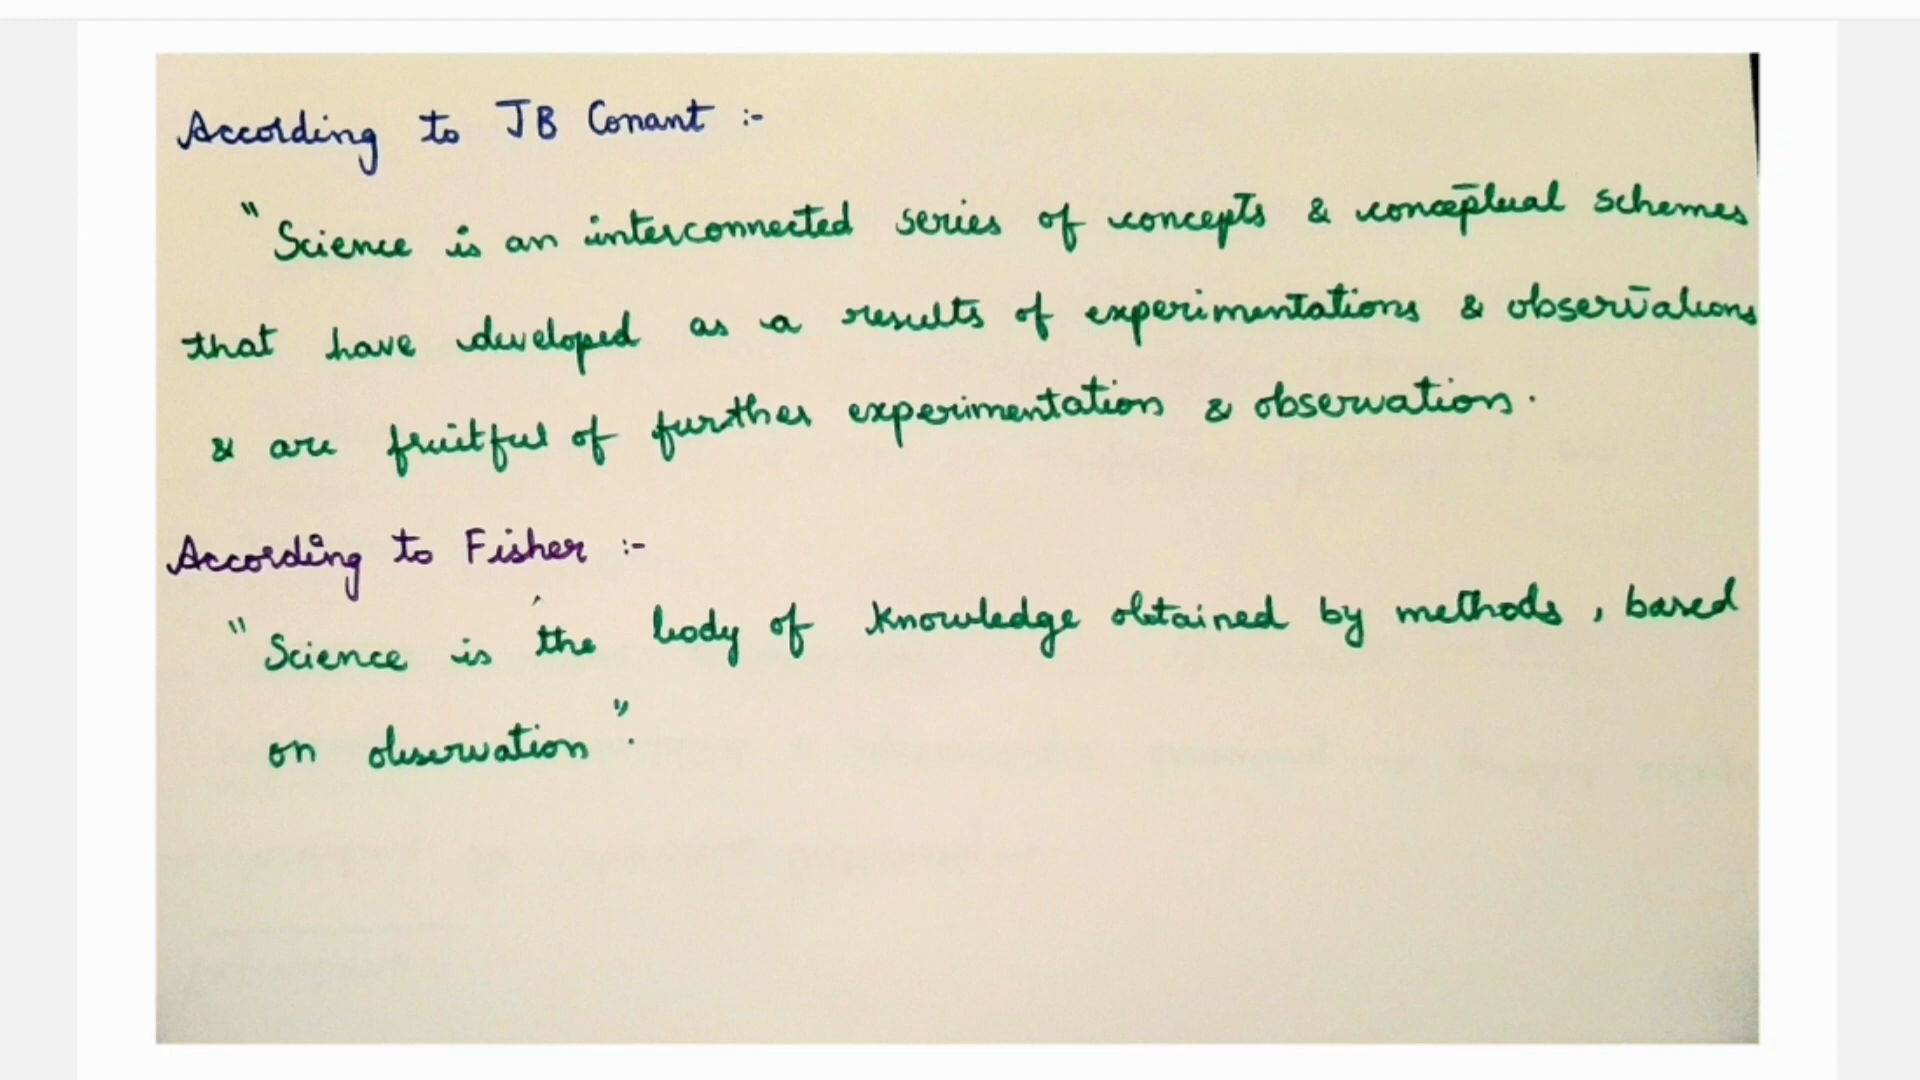 According to JB Conant :-
"Science is an interconnected series of concepts & conceptual schemes
that have developed as a results of experimentations & observations
& are fruitful of further experimentation & observations.
According to Fisher :-
"Science is the body of knowledge obtained by methods, based
on observation".